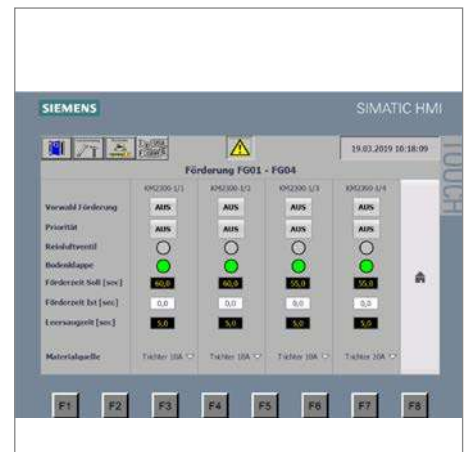 SIEMENS
SIMATIC HMI
TOUCH
19.03.2019 10:18:09
Förderung FG01 - FG04
KM2300-1/1 KM2300-1/2 KM2300-1/3 KM2300-1/4
Vorwahl Förderung AUS AUS AUS AUS
Priorität AUS AUS AUS AUS
Reinluftventil
Bodenklappe
Förderzeit Soll [sec] 60,0 60,0 55,0 55,0
Förderzeit Ist [sec] 0,0 0,0 0,0 0,0
Leersaugzeit [sec] 5,0 5,0 5,0 5,0
Materialquelle Trichter 10A Trichter 10A Trichter 10A Trichter 10A
F1 F2 F3 F4 F5 F6 F7 F8